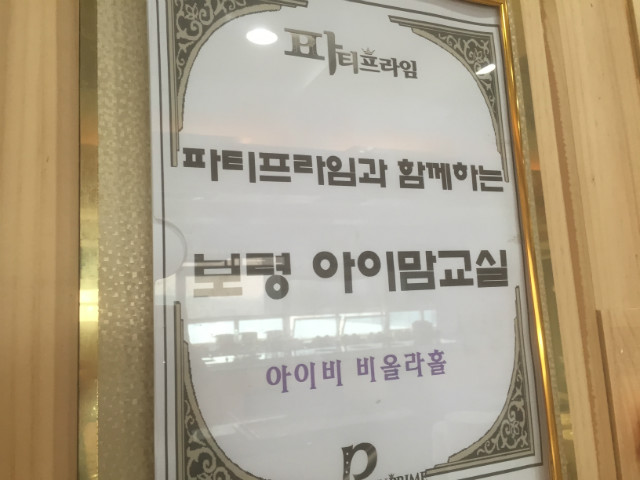 파티프라임
파티프라임과 함께하는
보령 아이맘교실
아이비 비올라홀